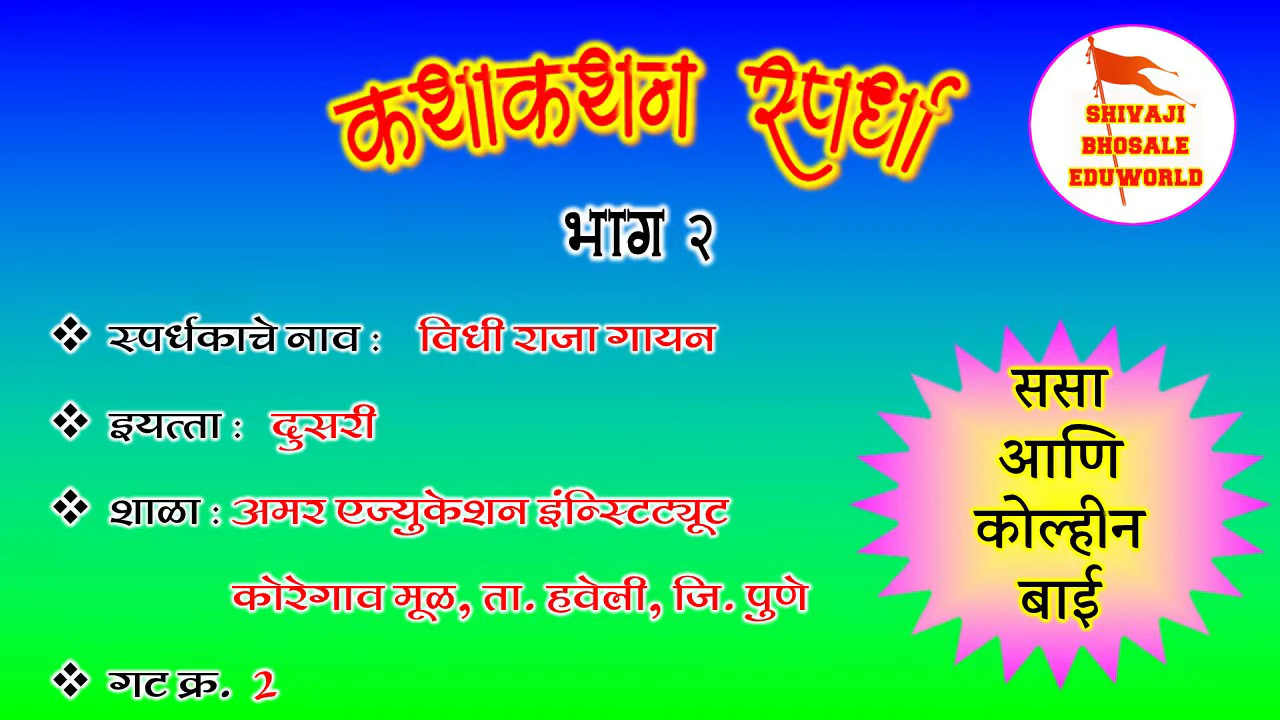 कथाकथन स्पर्धा
SHIVAJI
BHOSALE
EDUWORLD
भाग २
❖ स्पर्धकाचे नाव : विधी राजा गायन
❖ इयत्ता : दुसरी
❖ शाळा : अमर एज्युकेशन इंन्स्टिट्यूट
कोरेगाव मूळ, ता. हवेली, जि. पुणे
❖ गट क्र. 2
ससा
आणि
कोल्हीन
बाई